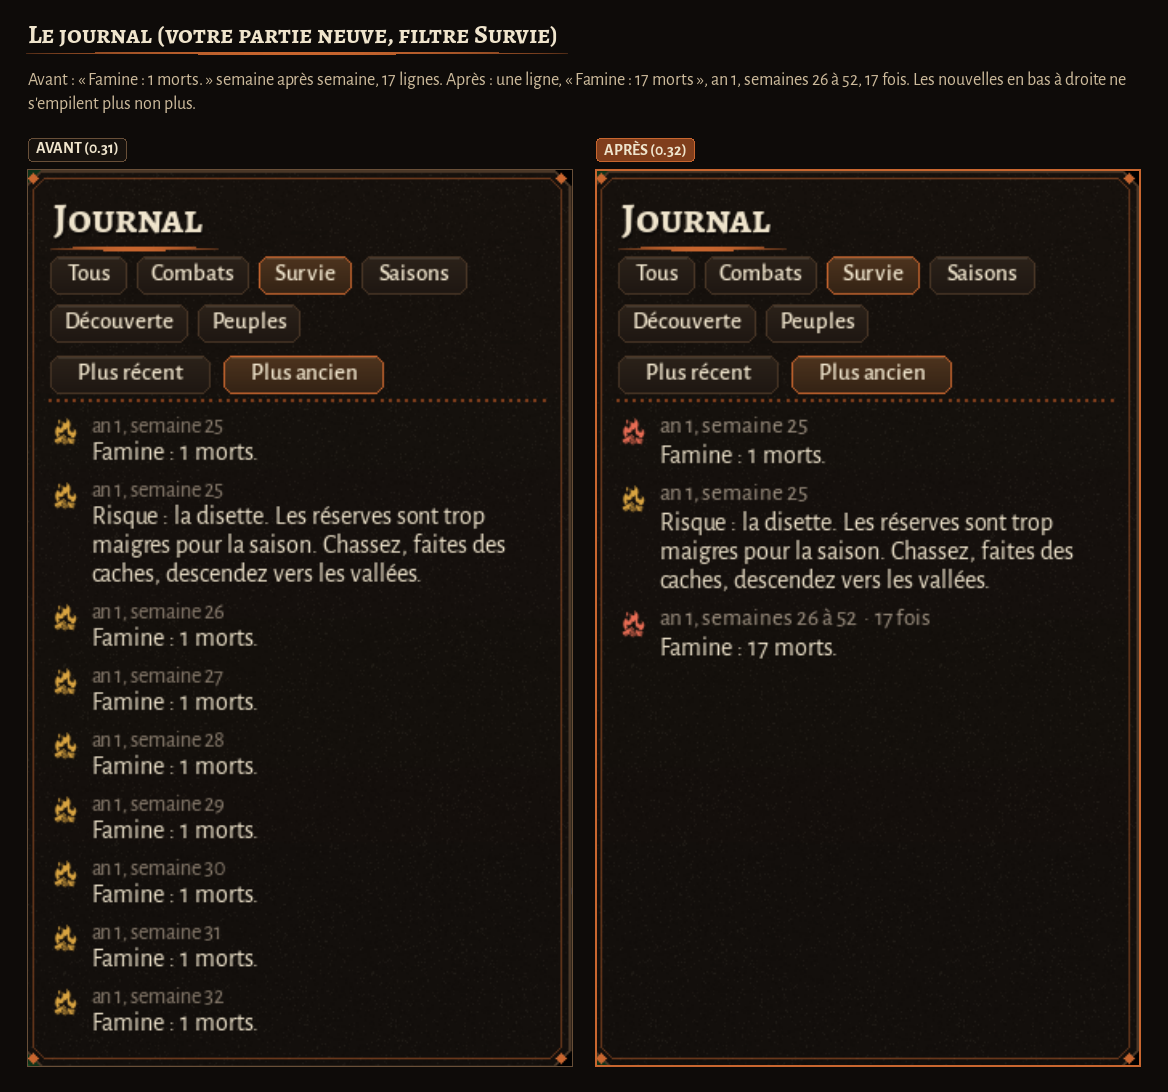 Le journal (votre partie neuve, filtre Survie)
Avant : « Famine : 1 morts. » semaine après semaine, 17 lignes. Après : une ligne, « Famine : 17 morts », an 1, semaines 26 à 52, 17 fois. Les nouvelles en bas à droite ne
s'empilent plus non plus.
AVANT (0.31)
Journal
Tous Combats Survie Saisons
Découverte Peuples
Plus récent Plus ancien
an 1, semaine 25
Famine : 1 morts.
an 1, semaine 25
Risque : la disette. Les réserves sont trop
maigres pour la saison. Chassez, faites des
caches, descendez vers les vallées.
an 1, semaine 26
Famine : 1 morts.
an 1, semaine 27
Famine : 1 morts.
an 1, semaine 28
Famine : 1 morts.
an 1, semaine 29
Famine : 1 morts.
an 1, semaine 30
Famine : 1 morts.
an 1, semaine 31
Famine : 1 morts.
an 1, semaine 32
Famine : 1 morts.
APRÈS (0.32)
Journal
Tous Combats Survie Saisons
Découverte Peuples
Plus récent Plus ancien
an 1, semaine 25
Famine : 1 morts.
an 1, semaine 25
Risque : la disette. Les réserves sont trop
maigres pour la saison. Chassez, faites des
caches, descendez vers les vallées.
an 1, semaines 26 à 52 · 17 fois
Famine : 17 morts.